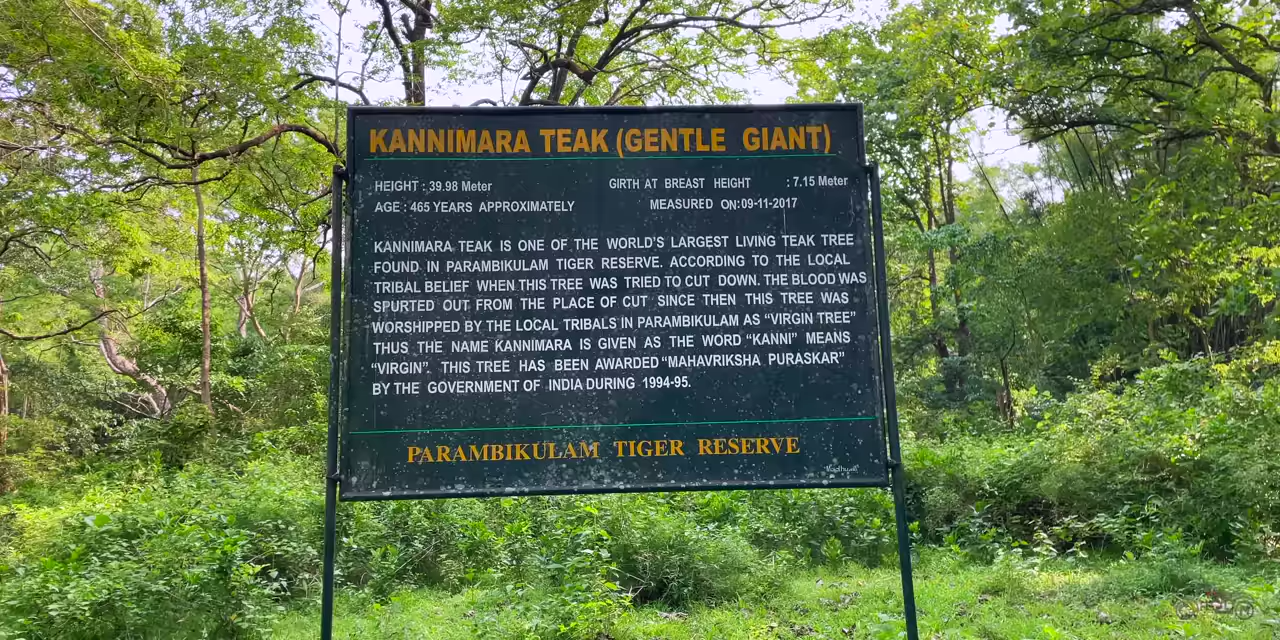 KANNIMARA TEAK (GENTLE GIANT)
HEIGHT : 39.98 Meter GIRTH AT BREAST HEIGHT : 7.15 Meter
AGE : 465 YEARS APPROXIMATELY MEASURED ON:09-11-2017
KANNIMARA TEAK IS ONE OF THE WORLD'S LARGEST LIVING TEAK TREE
FOUND IN PARAMBIKULAM TIGER RESERVE. ACCORDING TO THE LOCAL
TRIBAL BELIEF WHEN THIS TREE WAS TRIED TO CUT DOWN. THE BLOOD WAS
SPURTED OUT FROM THE PLACE OF CUT SINCE THEN THIS TREE WAS
WORSHIPPED BY THE LOCAL TRIBALS IN PARAMBIKULAM AS "VIRGIN TREE"
THUS THE NAME KANNIMARA IS GIVEN AS THE WORD "KANNI" MEANS
"VIRGIN". THIS TREE HAS BEEN AWARDED "MAHAVRIKSHA PURASKAR"
BY THE GOVERNMENT OF INDIA DURING 1994-95.
PARAMBIKULAM TIGER RESERVE